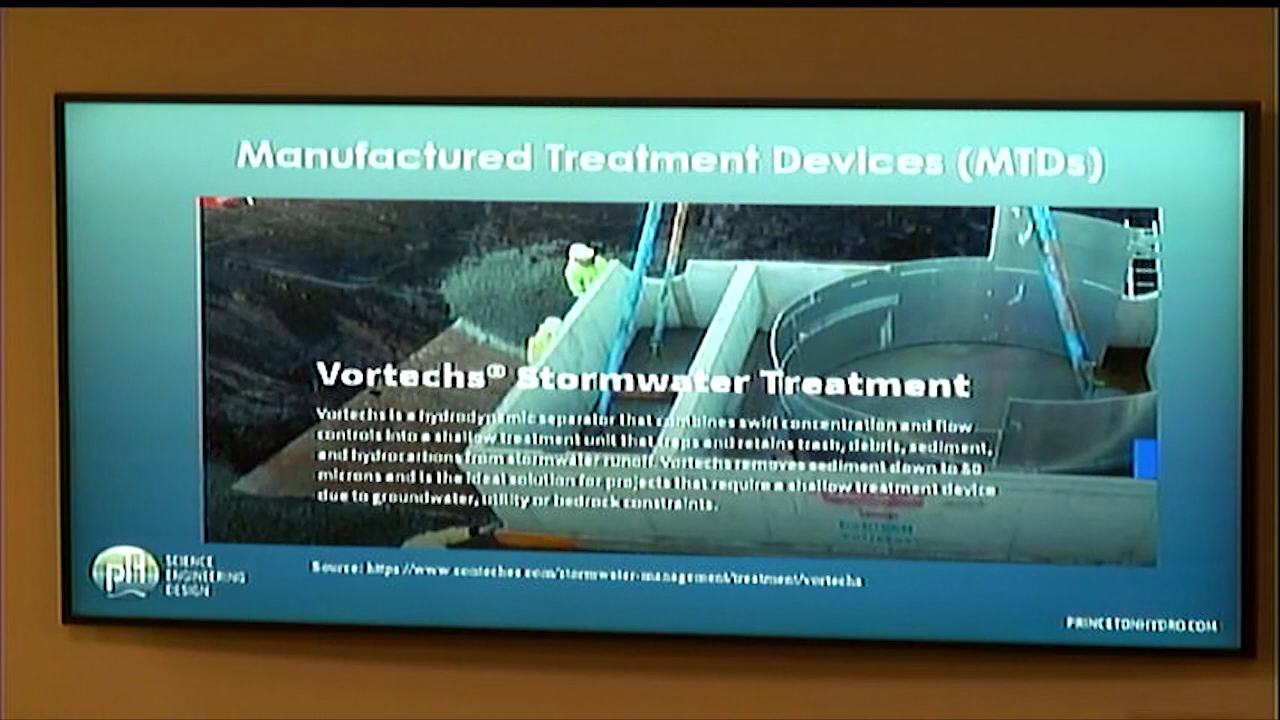 Manufactured Treatment Devices (MTDs)
Vortechs® Stormwater Treatment
Vortechs is a hydrodynamic separator that combines swirl concentration and flow
controls into a shallow treatment unit that traps and retains trash, debris, sediment,
and hydrocarbons from stormwater runoff. Vortechs removes sediment down to 50
microns and is the ideal solution for projects that require a shallow treatment device
due to groundwater, utility or bedrock constraints.
pH
SCIENCE
ENGINEERING
DESIGN
Source: https://www.conteches.com/stormwater-management/treatment/vortechs
PRINCETONHYDRO.COM